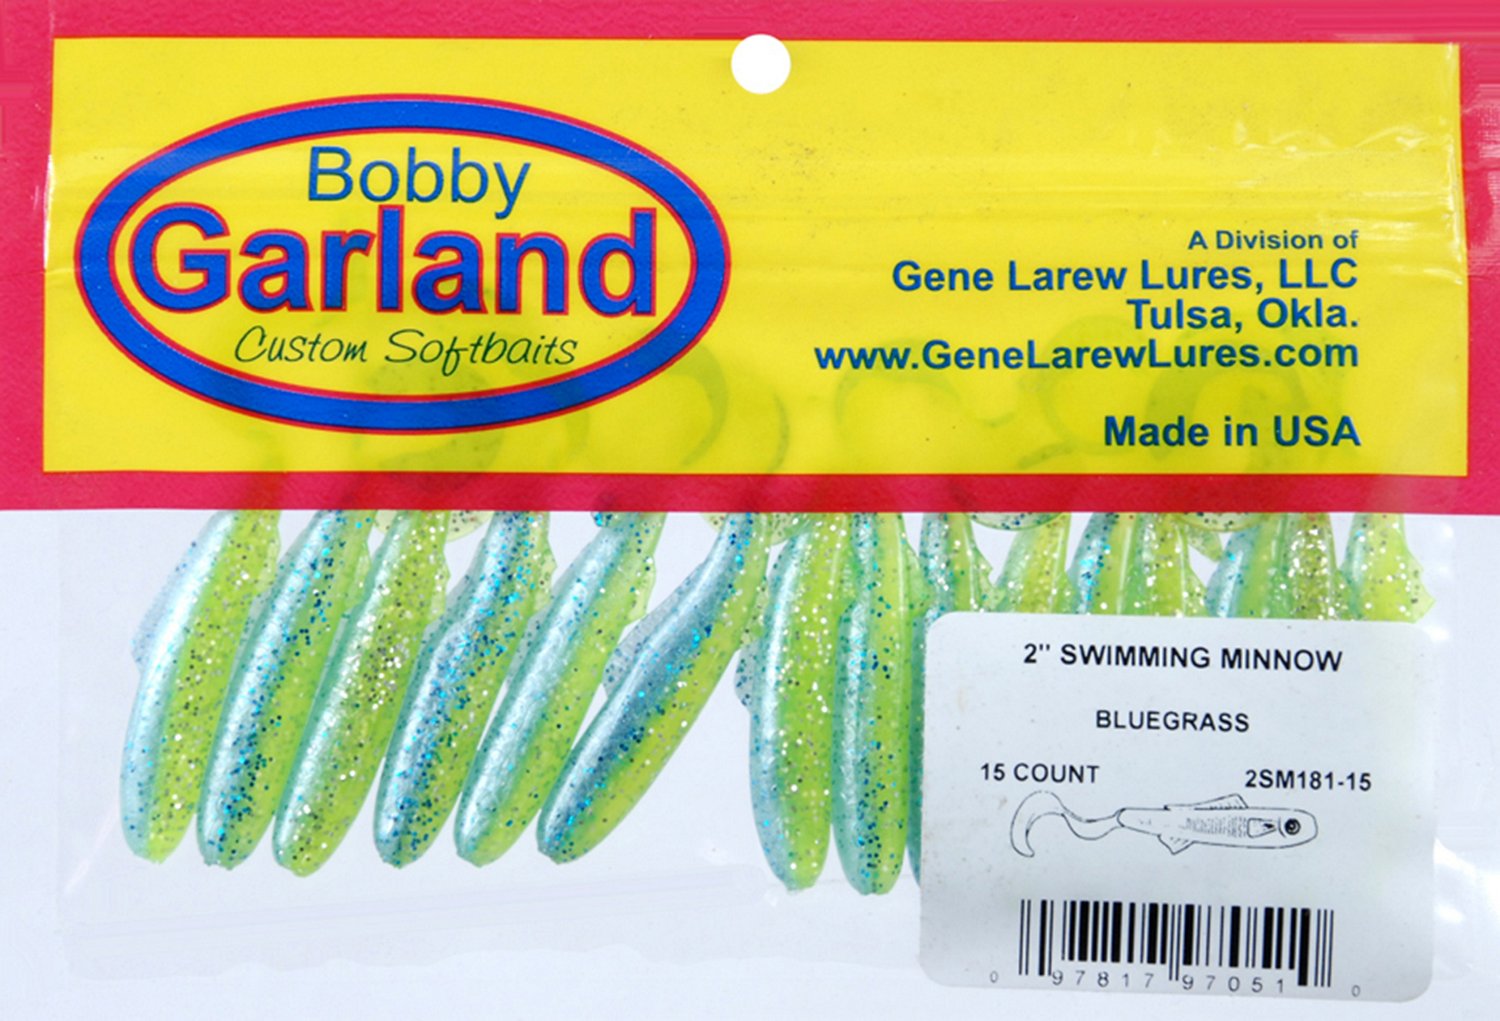 Bobby
Garland
Custom Softbaits
A Division of
Gene Larew Lures, LLC
Tulsa, Okla.
www.GeneLarewLures.com
Made in USA
2" SWIMMING MINNOW
BLUEGRASS
15 COUNT 2SM181-15
0 97817 97051 0